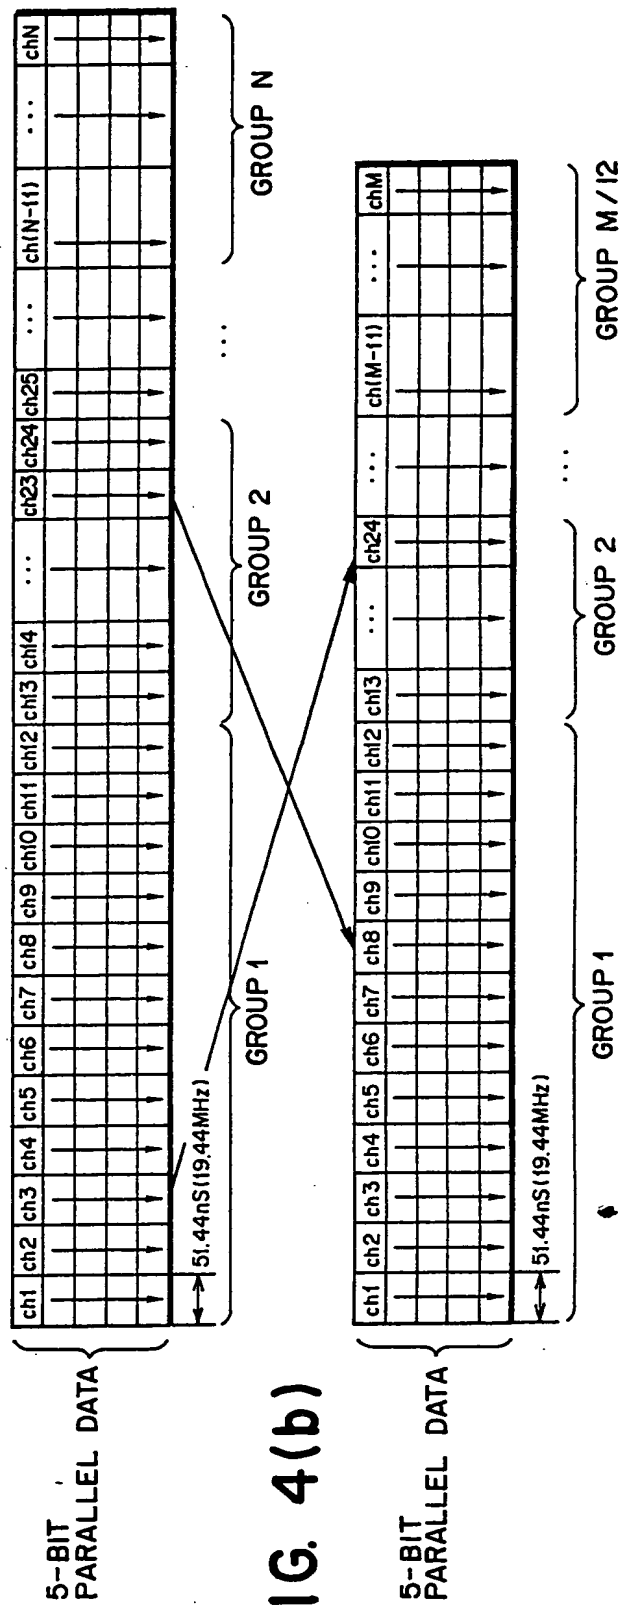 5-BIT
PARALLEL DATA
ch1 ch2 ch3 ch4 ch5 ch6 ch7 ch8 ch9 ch10 ch11 ch12 ch13 ch14 ... ch23 ch24 ch25 ... ch(N-11) ... chN
51.44nS(19.44MHz)
GROUP 1
GROUP 2
...
GROUP N
IG. 4(b)
5-BIT
PARALLEL DATA
ch1 ch2 ch3 ch4 ch5 ch6 ch7 ch8 ch9 ch10 ch11 ch12 ch13 ... ch24 ... ch(M-11) ... chM
51.44nS(19.44MHz)
GROUP 1
GROUP 2
...
GROUP M/12